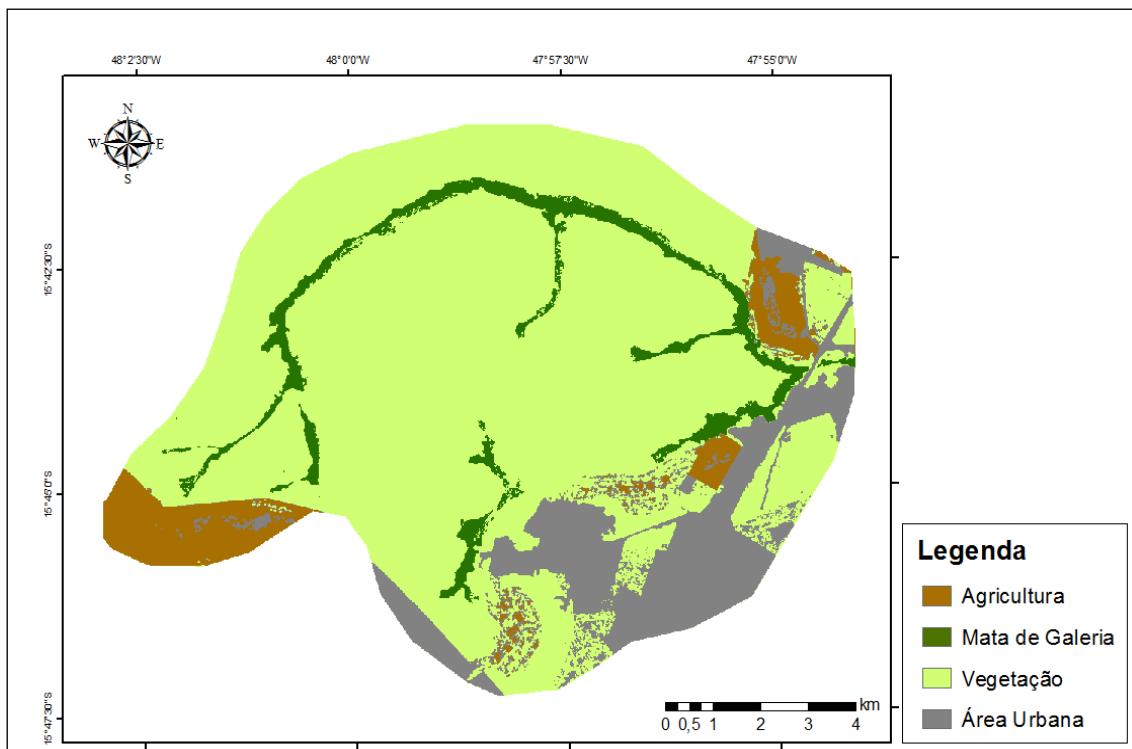 48°2'30"W 48°0'0"W 47°57'30"W 47°55'0"W
N
W E
S
15°42'30"S
15°45'0"S
15°47'30"S
km
0 0,5 1 2 3 4
Legenda
Agricultura
Mata de Galeria
Vegetação
Área Urbana